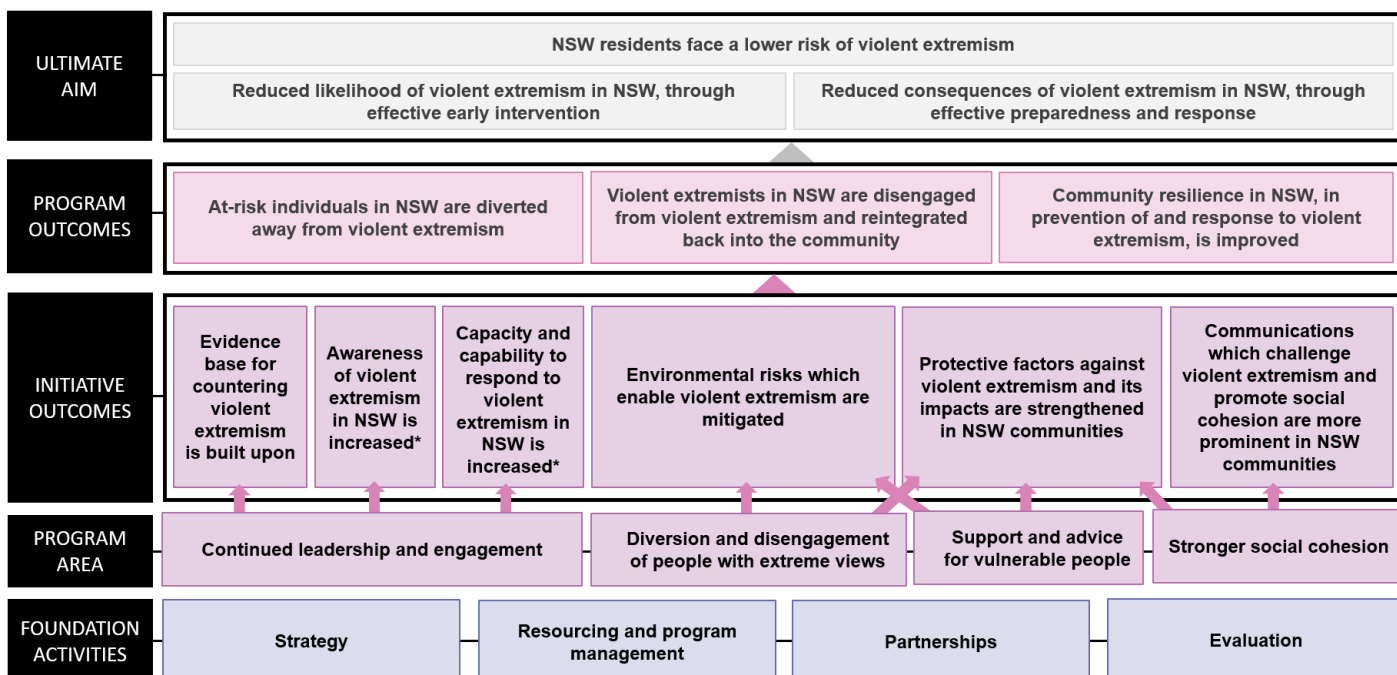 ULTIMATE
AIM
NSW residents face a lower risk of violent extremism
Reduced likelihood of violent extremism in NSW, through
effective early intervention
Reduced consequences of violent extremism in NSW, through
effective preparedness and response
PROGRAM
OUTCOMES
At-risk individuals in NSW are diverted
away from violent extremism
Violent extremists in NSW are disengaged
from violent extremism and reintegrated
back into the community
Community resilience in NSW, in
prevention of and response to violent
extremism, is improved
INITIATIVE
OUTCOMES
Evidence
base for
countering
violent
extremism
is built upon
Awareness
of violent
extremism
in NSW is
increased*
Capacity and
capability to
respond to
violent
extremism in
NSW is
increased*
Environmental risks which
enable violent extremism are
mitigated
Protective factors against
violent extremism and its
impacts are strengthened
in NSW communities
Communications
which challenge
violent extremism and
promote social
cohesion are more
prominent in NSW
communities
PROGRAM
AREA
Continued leadership and engagement
Diversion and disengagement
of people with extreme views
Support and advice
for vulnerable people
Stronger social cohesion
FOUNDATION
ACTIVITIES
Strategy
Resourcing and program
management
Partnerships
Evaluation